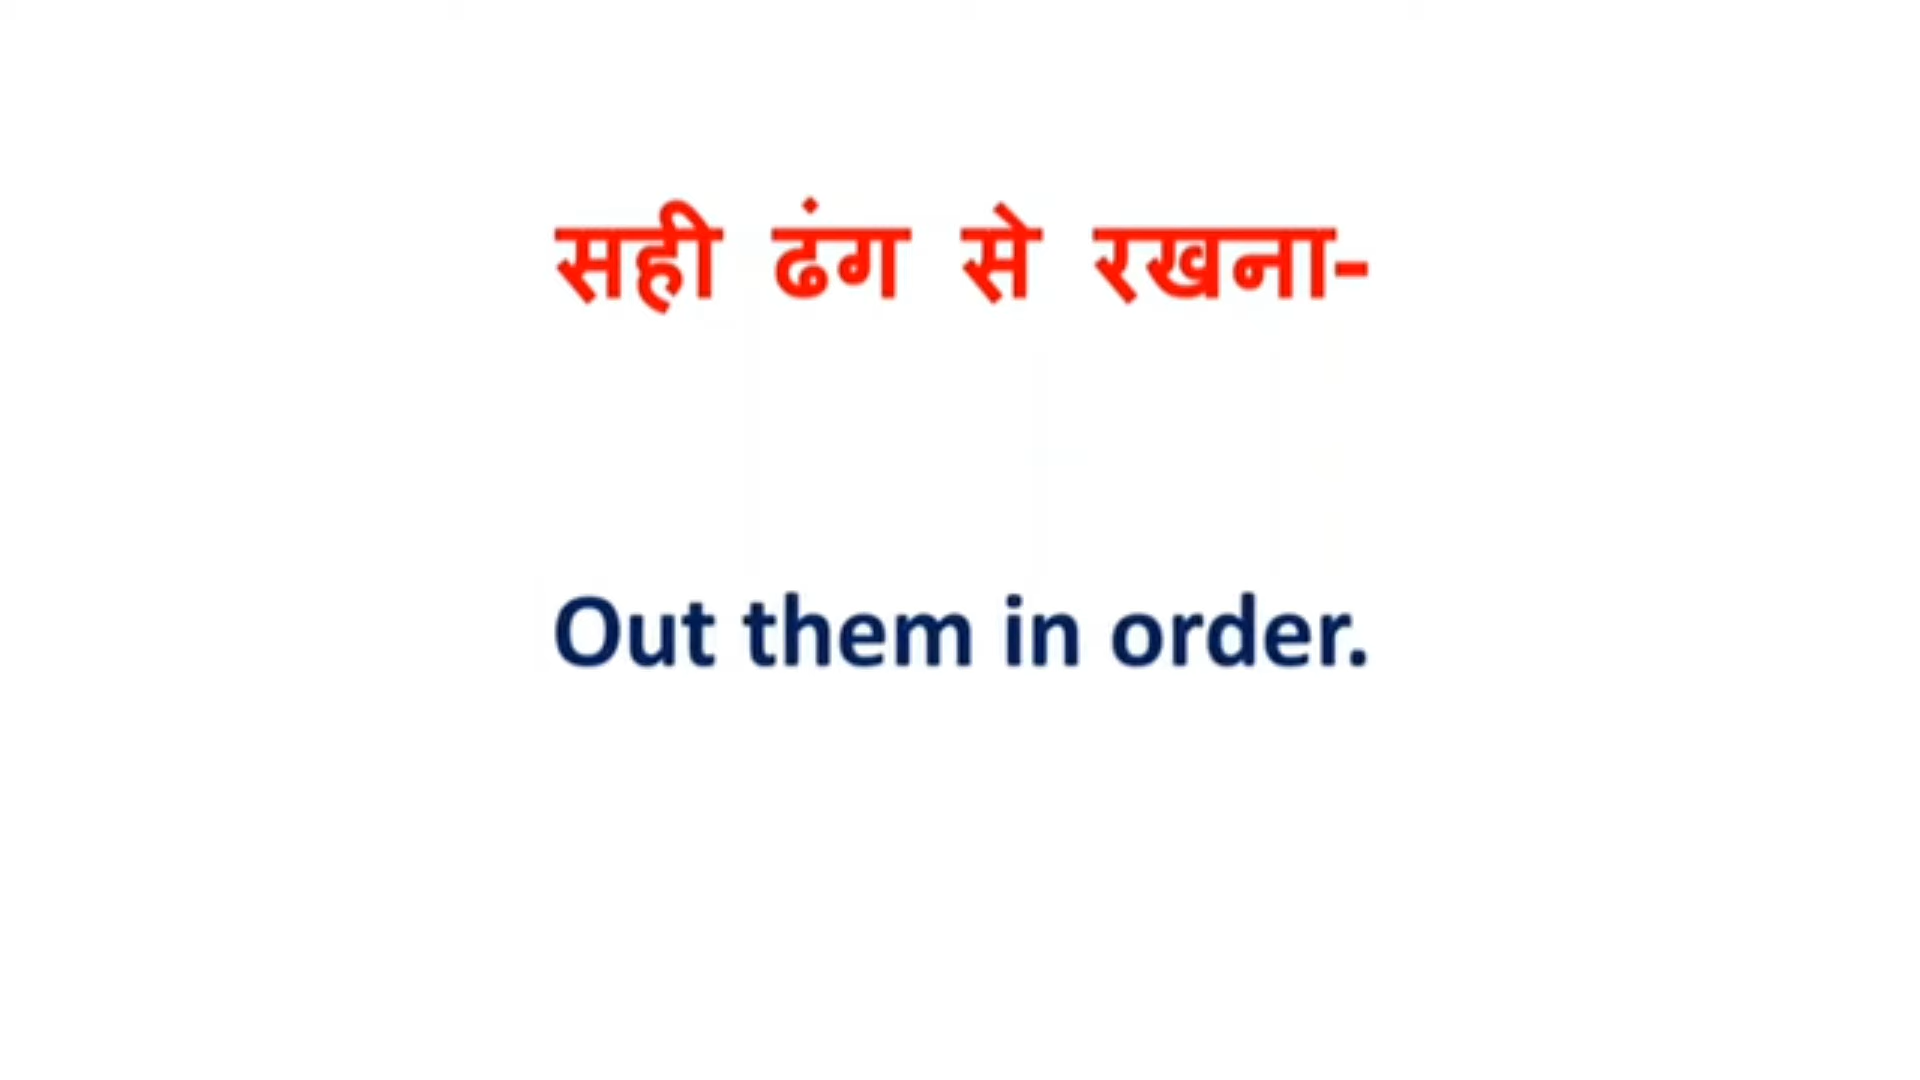 सही ढंग से रखना-
Out them in order.